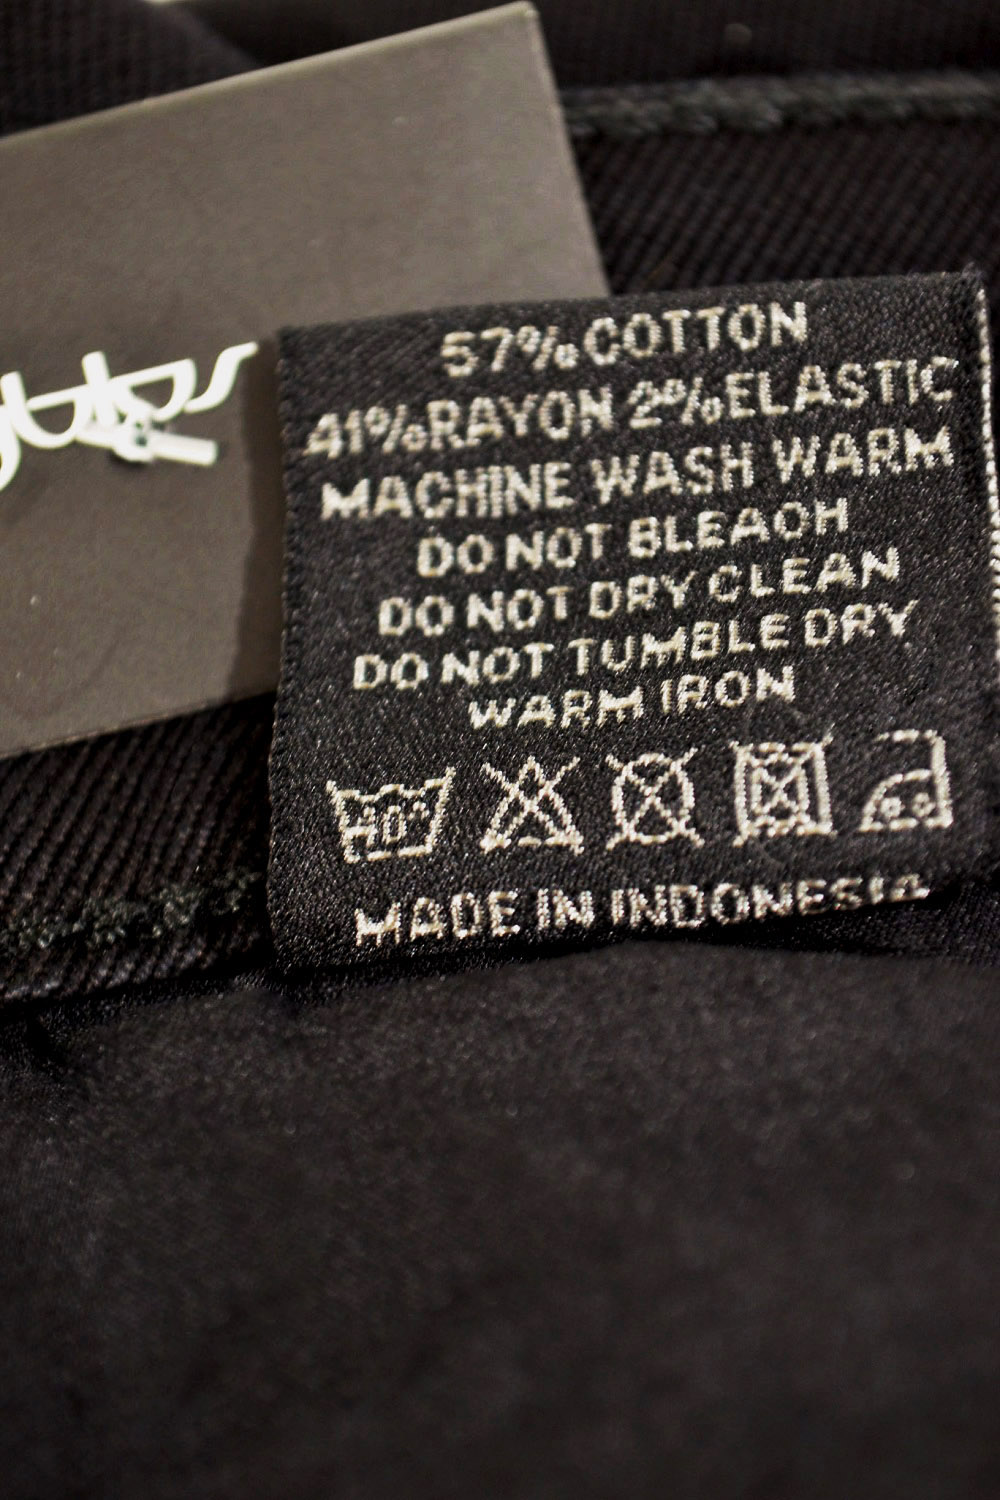 57% COTTON
41% RAYON 2% ELASTIC
MACHINE WASH WARM
DO NOT BLEACH
DO NOT DRY CLEAN
DO NOT TUMBLE DRY
WARM IRON
40°
MADE IN INDONESIA